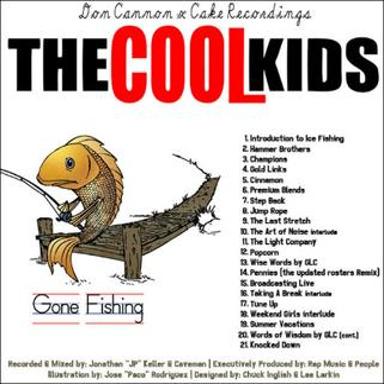 Don Cannon & Cake Recordings
THECOOLKIDS
1. Introduction to Ice Fishing
2. Hammer Brothers
3. Champions
4. Gold Links
5. Cinnamon
6. Premium Blends
7. Step Back
8. Jump Rope
9. The Last Stretch
10. The Art of Noise interlude
11. The Light Company
12. Popcorn
13. Wise Words by GLC
14. Pennies (the updated rosters Remix)
15. Broadcasting Live
16. Taking A Break interlude
17. Tune Up
18. Weekend Girls interlude
19. Summer Vacations
20. Words of Wisdom by GLC (cont.)
21. Knocked Down
Gone Fishing
Recorded & Mixed by: Jonathan "JP" Keller & Caveman | Executively Produced by: Rap Music & People
Illustration by: Jose "Paco" Rodriguez | Designed by: Chuck Inglish & Lee Larkin